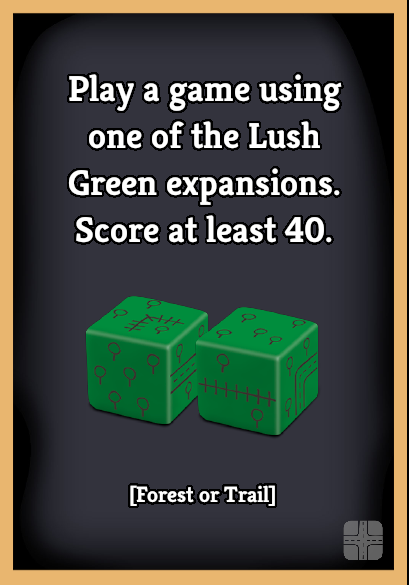 Play a game using
one of the Lush
Green expansions.
Score at least 40.
[Forest or Trail]